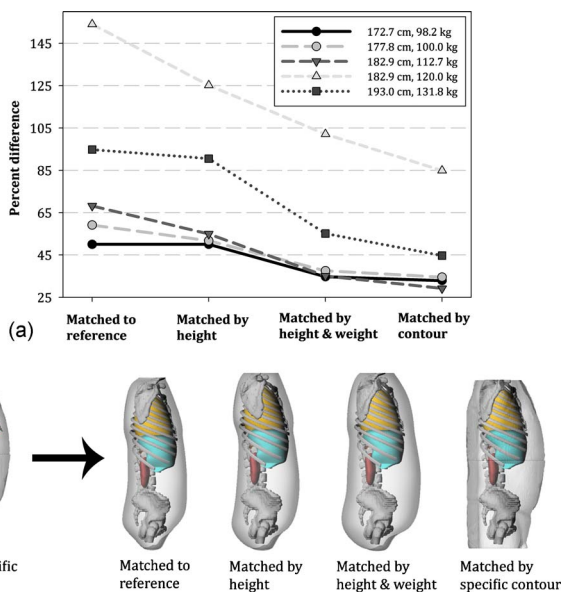 Percent difference
145
125
105
85
65
45
25
172.7 cm, 98.2 kg
177.8 cm, 100.0 kg
182.9 cm, 112.7 kg
182.9 cm, 120.0 kg
193.0 cm, 131.8 kg
Matched to
reference
Matched by
height
Matched by
height & weight
Matched by
contour
(a)
ific
Matched to
reference
Matched by
height
Matched by
height & weight
Matched by
specific contour